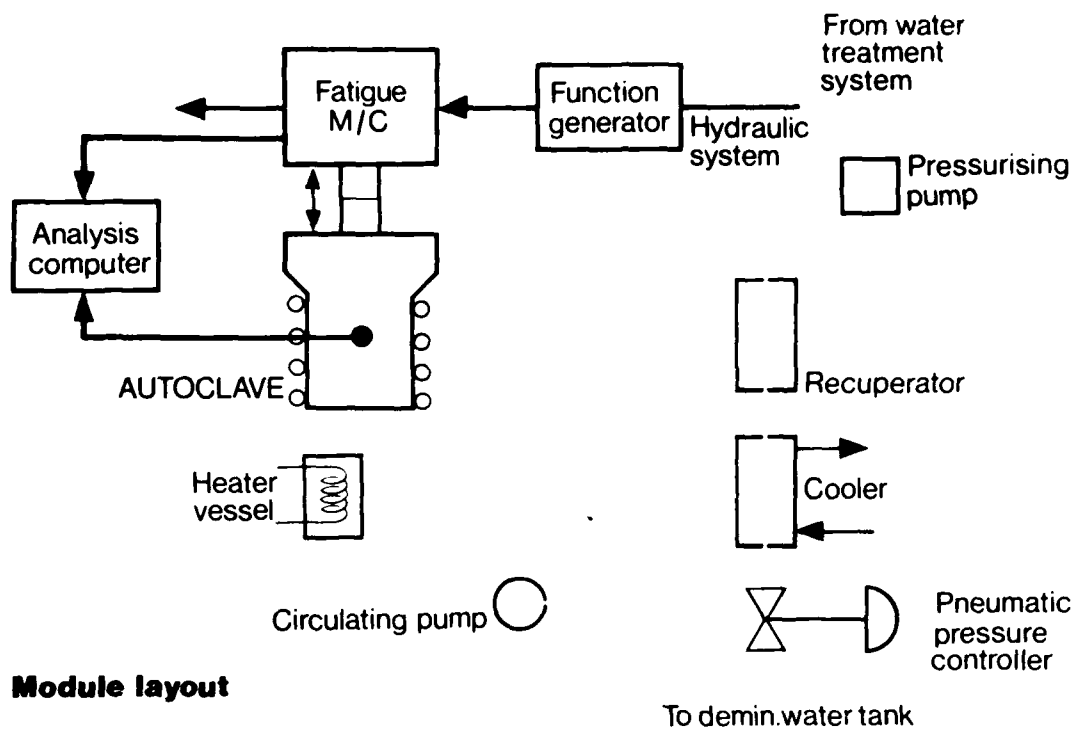 From water
treatment
system
Fatigue
M/C
Function
generator
Hydraulic
system
Pressurising
pump
Analysis
computer
AUTOCLAVE
Recuperator
Heater
vessel
Cooler
Circulating pump
Pneumatic
pressure
controller
Module layout
To demin.water tank